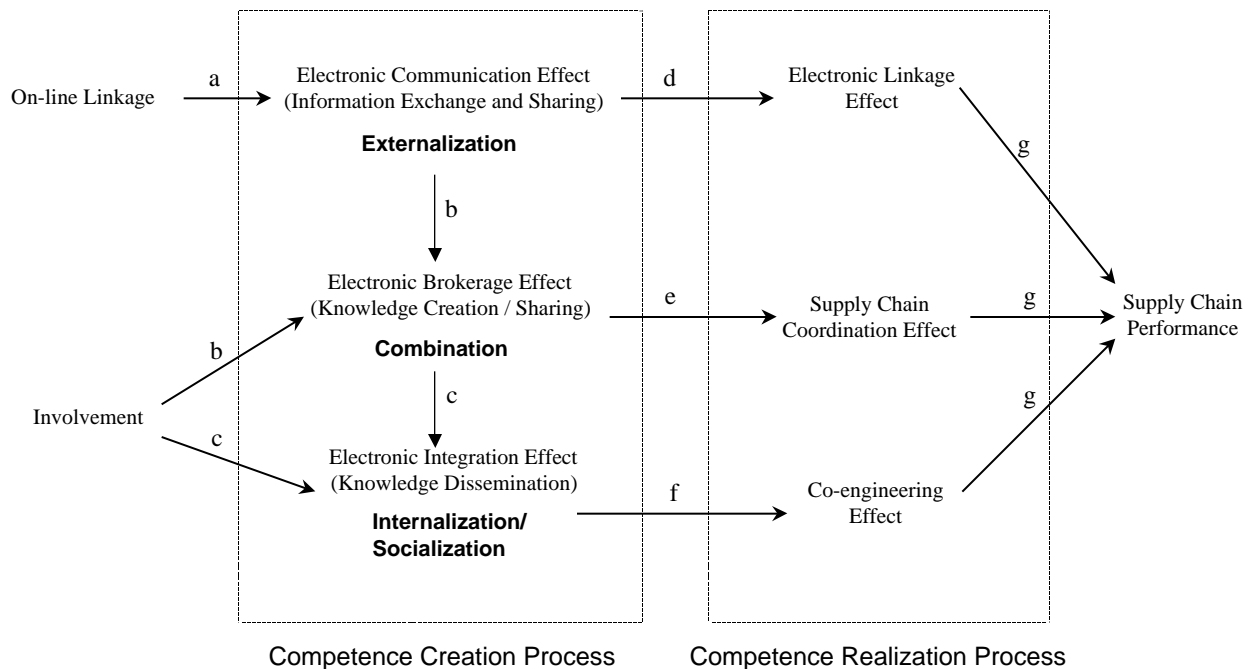 On-line Linkage
a
Electronic Communication Effect
(Information Exchange and Sharing)
Externalization
d
Electronic Linkage
Effect
g
b
Electronic Brokerage Effect
(Knowledge Creation / Sharing)
Combination
e
Supply Chain
Coordination Effect
g
Supply Chain
Performance
b
Involvement
c
c
Electronic Integration Effect
(Knowledge Dissemination)
Internalization/
Socialization
f
Co-engineering
Effect
g
Competence Creation Process
Competence Realization Process